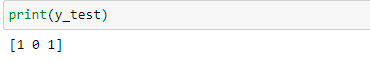 print(y_test)
[1 0 1]